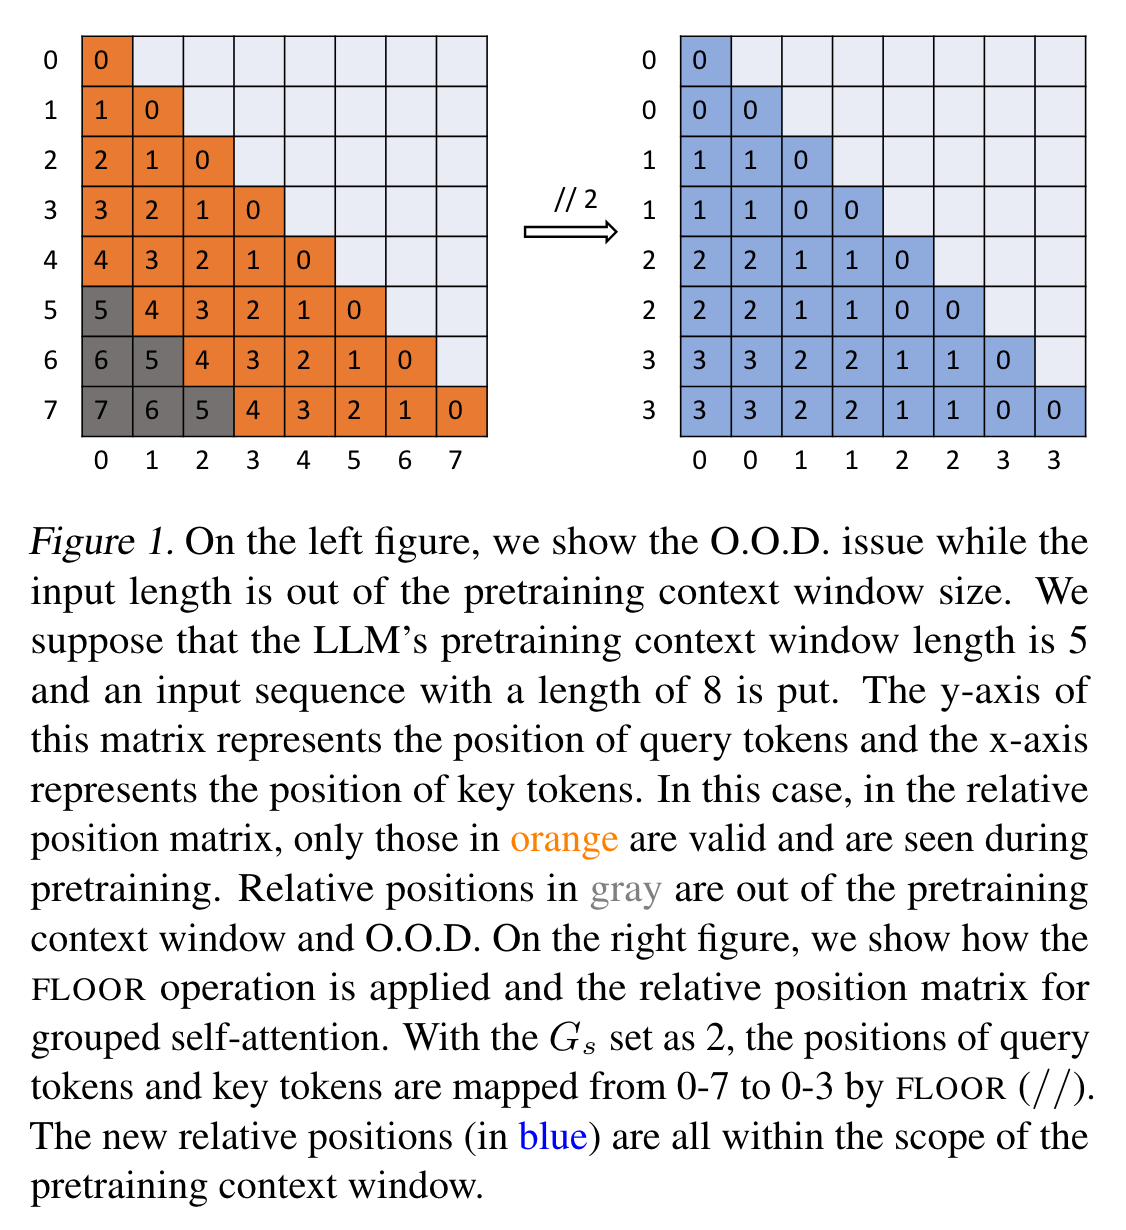 0 0 0 0
1 1 0 0 0 0
2 2 1 0 1 1 1 0
3 3 2 1 0 // 2 1 1 1 0 0
4 4 3 2 1 0 2 2 2 1 1 0
5 5 4 3 2 1 0 2 2 2 1 1 0 0
6 6 5 4 3 2 1 0 3 3 3 2 2 1 1 0
7 7 6 5 4 3 2 1 0 3 3 3 2 2 1 1 0 0
0 1 2 3 4 5 6 7 0 0 1 1 2 2 3 3
Figure 1. On the left figure, we show the O.O.D. issue while the
input length is out of the pretraining context window size. We
suppose that the LLM's pretraining context window length is 5
and an input sequence with a length of 8 is put. The y-axis of
this matrix represents the position of query tokens and the x-axis
represents the position of key tokens. In this case, in the relative
position matrix, only those in orange are valid and are seen during
pretraining. Relative positions in gray are out of the pretraining
context window and O.O.D. On the right figure, we show how the
FLOOR operation is applied and the relative position matrix for
grouped self-attention. With the Gₛ set as 2, the positions of query
tokens and key tokens are mapped from 0-7 to 0-3 by FLOOR (//).
The new relative positions (in blue) are all within the scope of the
pretraining context window.